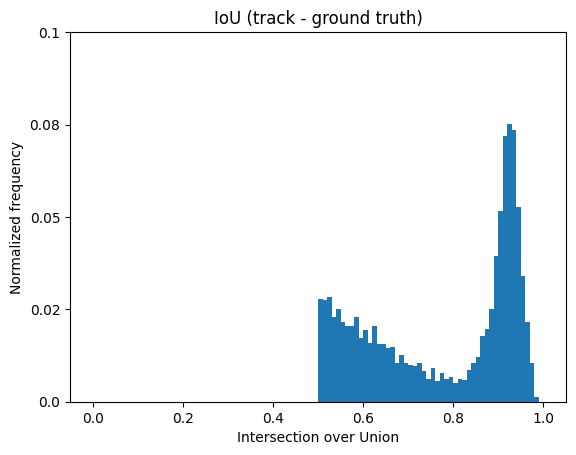 IoU (track - ground truth)
0.1
0.08
0.05
0.02
0.0
Normalized frequency
0.0 0.2 0.4 0.6 0.8 1.0
Intersection over Union